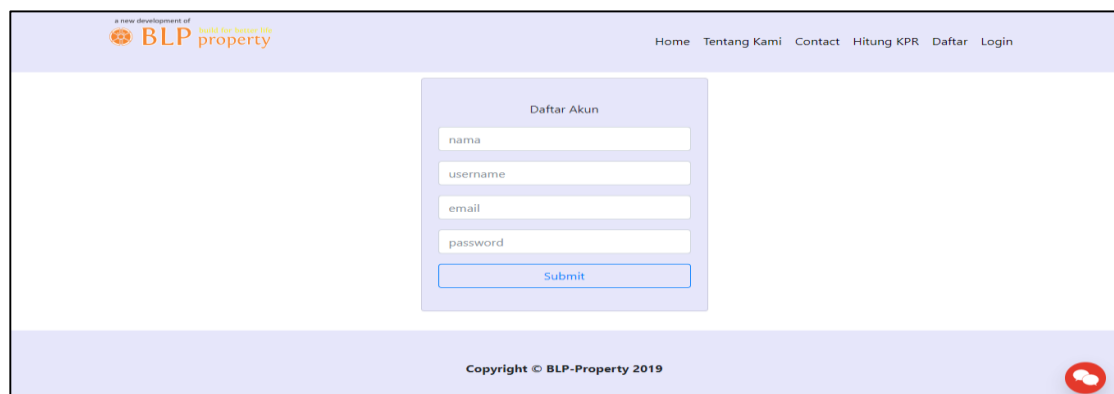 a new development of
BLP property
Home Tentang Kami Contact Hitung KPR Daftar Login
Daftar Akun
nama
username
email
password
Submit
Copyright © BLP-Property 2019